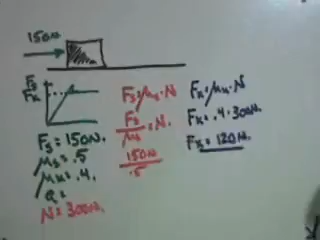 150N
Fs
Fk
Fs = 150N.
μs = .5
μk = .4
a =
N = 300N.
Fs = μs · N
Fs
μs
= N.
150N
.5
Fk = μk · N
Fk = .4 · 300N.
Fk = 120N.